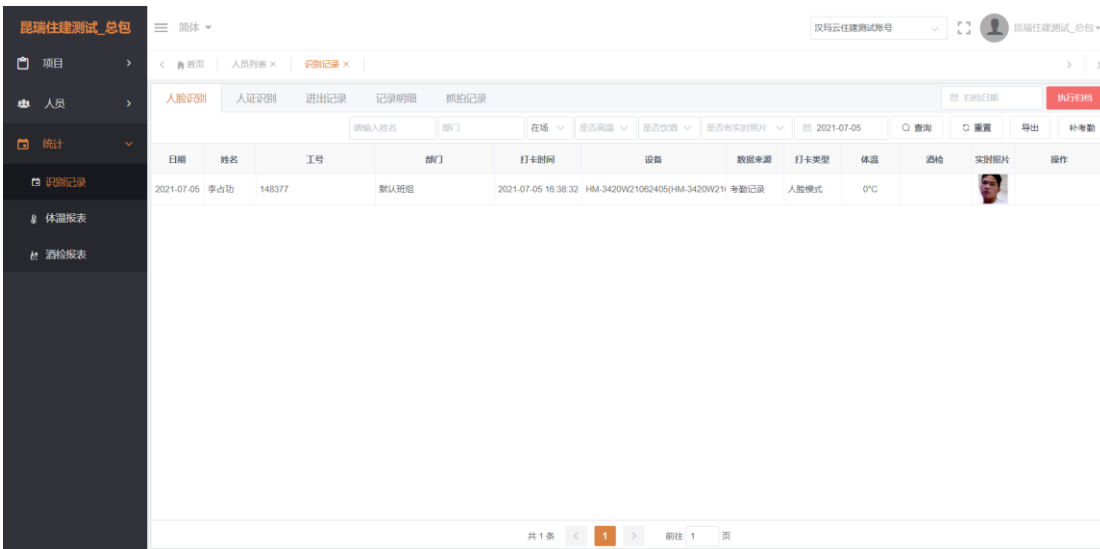 昆瑞住建测试_总包
简体
汉玛云住建测试账号
昆瑞住建测试_总包
项目
首页
人员列表 ×
识别记录 ×
人员
人脸识别
人证识别
进出记录
记录明细
抓拍记录
归档日期
执行归档
请输入姓名
部门
在场
是否高温
是否饮酒
是否有实时照片
2021-07-05
查询
重置
导出
补考勤
统计
日期 姓名 工号 部门 打卡时间 设备 数据来源 打卡类型 体温 酒检 实时照片 操作
识别记录
2021-07-05 李占功 148377 默认班组 2021-07-05 16:38:32 HM-3420W21062405(HM-3420W21 考勤记录 人脸模式 0°C
体温报表
酒检报表
共 1 条 < 1 > 前往 1 页